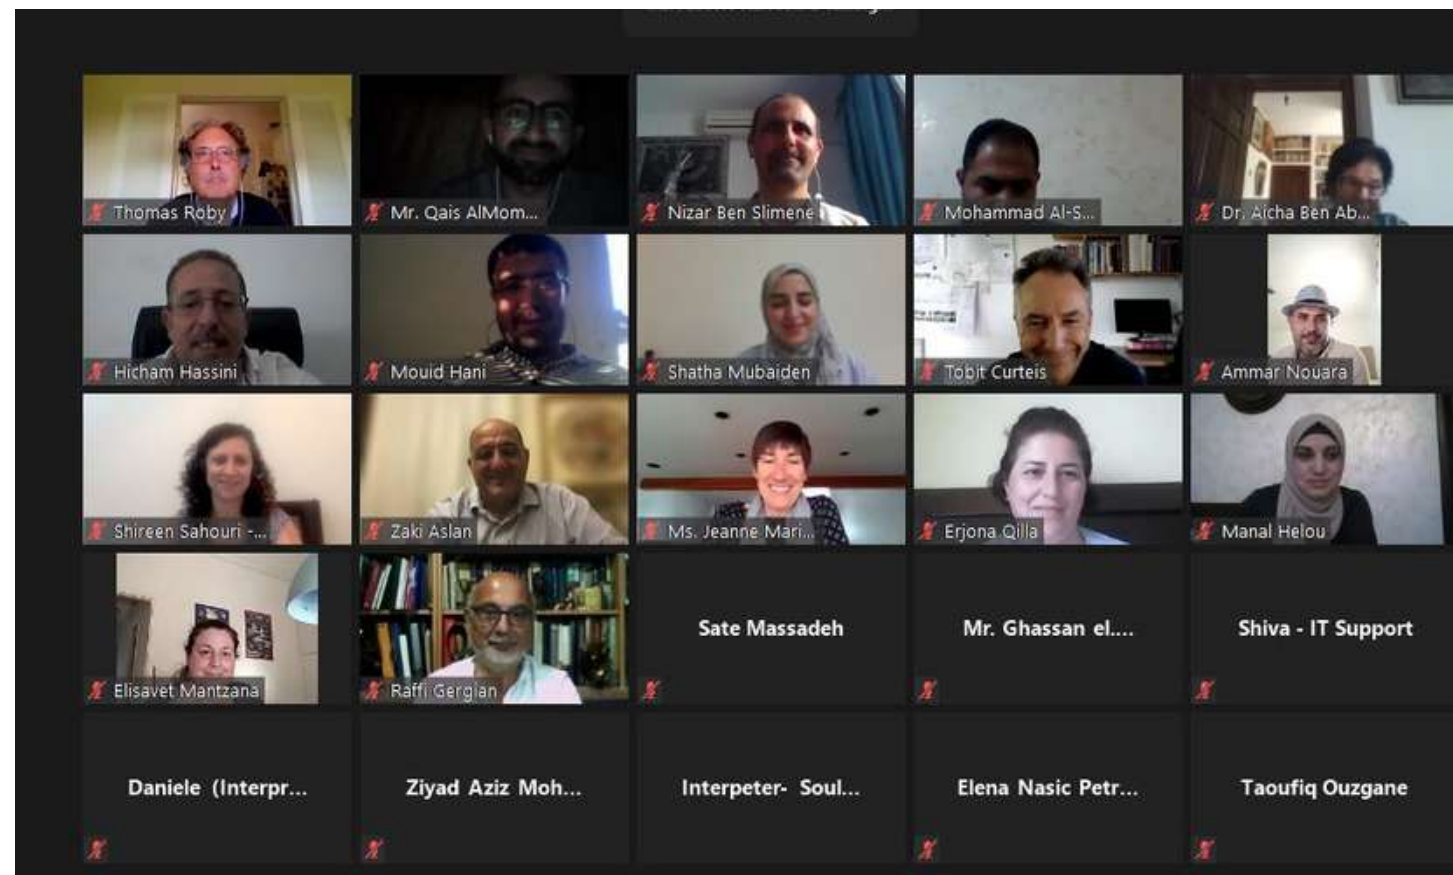 Thomas Roby
Mr. Qais AlMom...
Nizar Ben Slimene
Mohammad Al-S...
Dr. Aicha Ben Ab...
Hicham Hassini
Mouid Hani
Shatha Mubaiden
Tobit Curteis
Ammar Nouara
Shireen Sahouri -...
Zaki Aslan
Ms. Jeanne Mari...
Erjona Qilla
Manal Helou
Elisavet Mantzana
Raffi Gergian
Sate Massadeh
Mr. Ghassan el....
Shiva - IT Support
Daniele (Interpr...
Ziyad Aziz Moh...
Interpeter- Soul...
Elena Nasic Petr...
Taoufiq Ouzgane